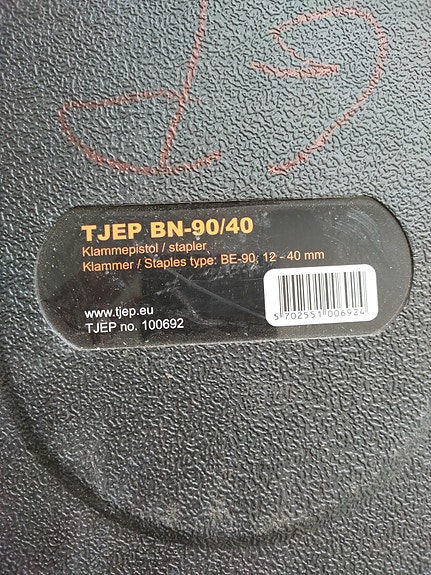 TJEP BN-90/40
Klammepistol / stapler
Klammer / Staples type: BE-90, 12 - 40 mm
www.tjep.eu
TJEP no. 100692
5 702551 006924